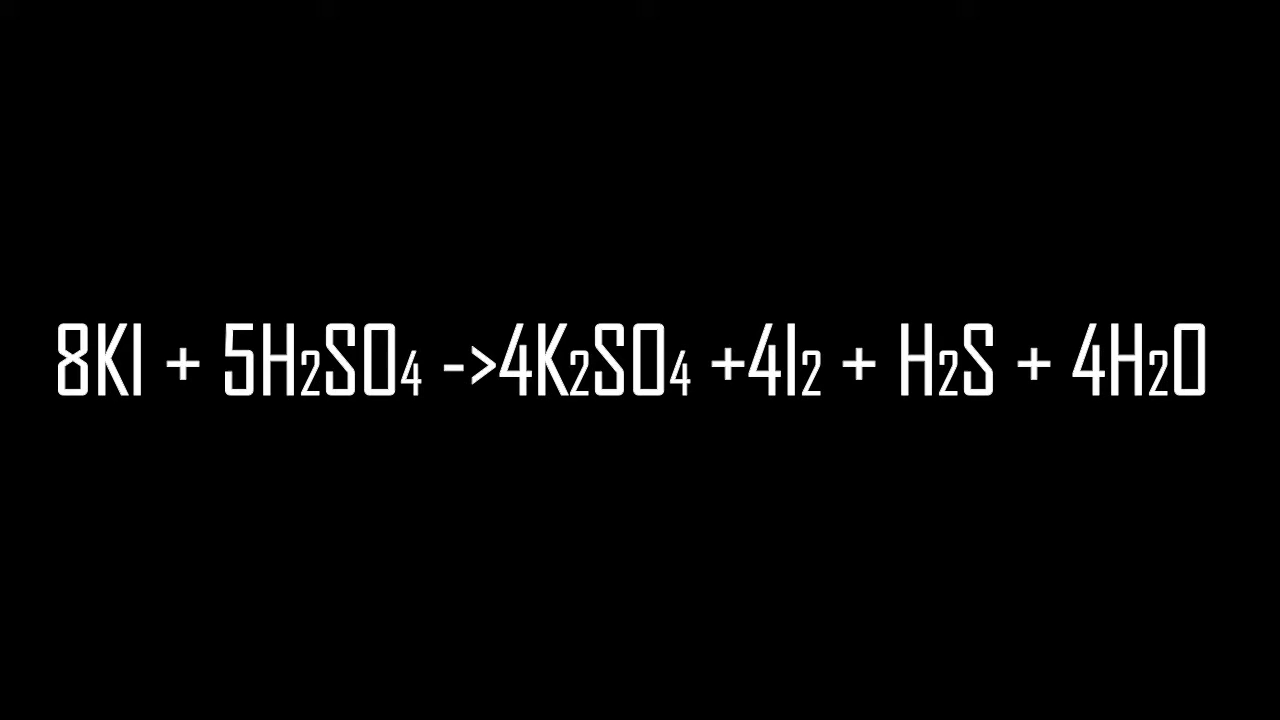 8KI + 5H₂SO₄ ->4K₂SO₄ +4I₂ + H₂S + 4H₂O